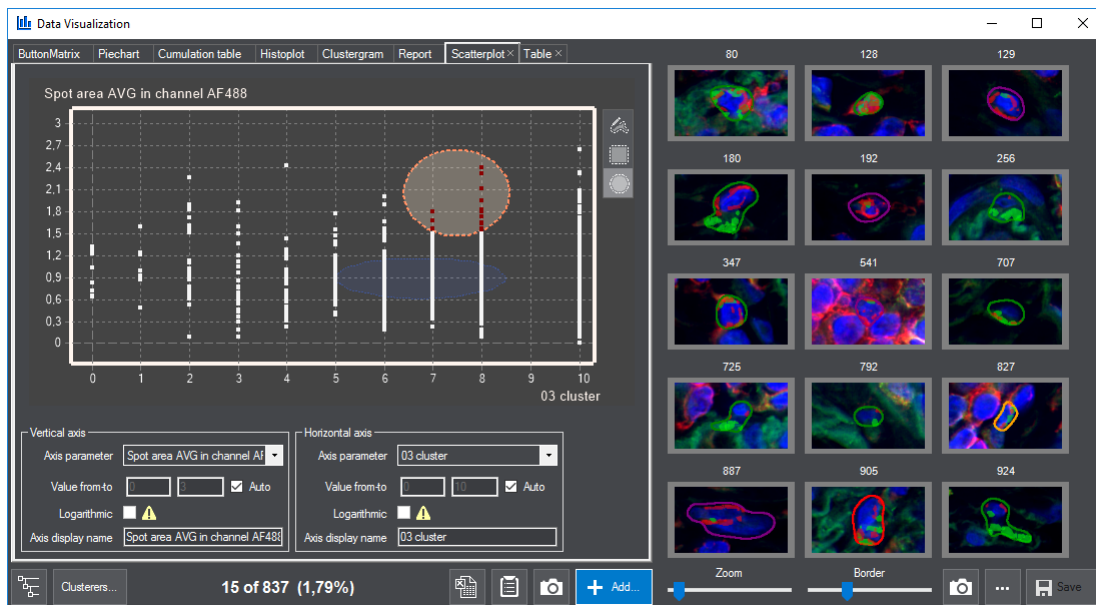 Data Visualization
ButtonMatrix Piechart Cumulation table Histoplot Clustergram Report Scatterplot × Table ×
Spot area AVG in channel AF488
3
2,7
2,4
2,1
1,8
1,5
1,2
0,9
0,6
0,3
0
0 1 2 3 4 5 6 7 8 9 10
03 cluster
Vertical axis
Axis parameter Spot area AVG in channel AF
Value from-to 0 3 Auto
Logarithmic
Axis display name Spot area AVG in channel AF488
Horizontal axis
Axis parameter 03 cluster
Value from-to 0 10 Auto
Logarithmic
Axis display name 03 cluster
80 128 129
180 192 256
347 541 707
725 792 827
887 905 924
Clusterers... 15 of 837 (1,79%) + Add...
Zoom Border ... Save